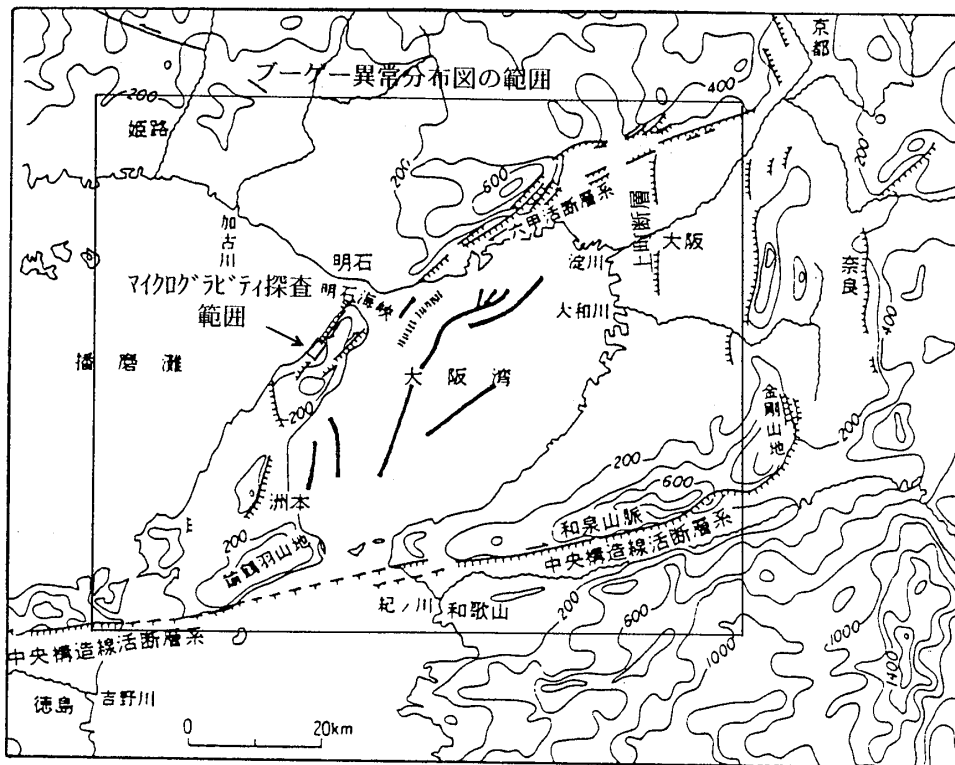 京都
ブーゲー異常分布図の範囲
200
400
姫路
200
600
200
六甲活断層系
上町断層
大阪
淀川
奈良
400
加古川
明石
明石海峡
マイクログラビティ探査
範囲
大和川
播磨灘
大阪湾
200
金剛山地
200
200
洲本
600
和泉山脈
200
中央構造線活断層系
紀ノ川
和歌山
200
600
1000
1000
1400
中央構造線活断層系
徳島
吉野川
0
20km